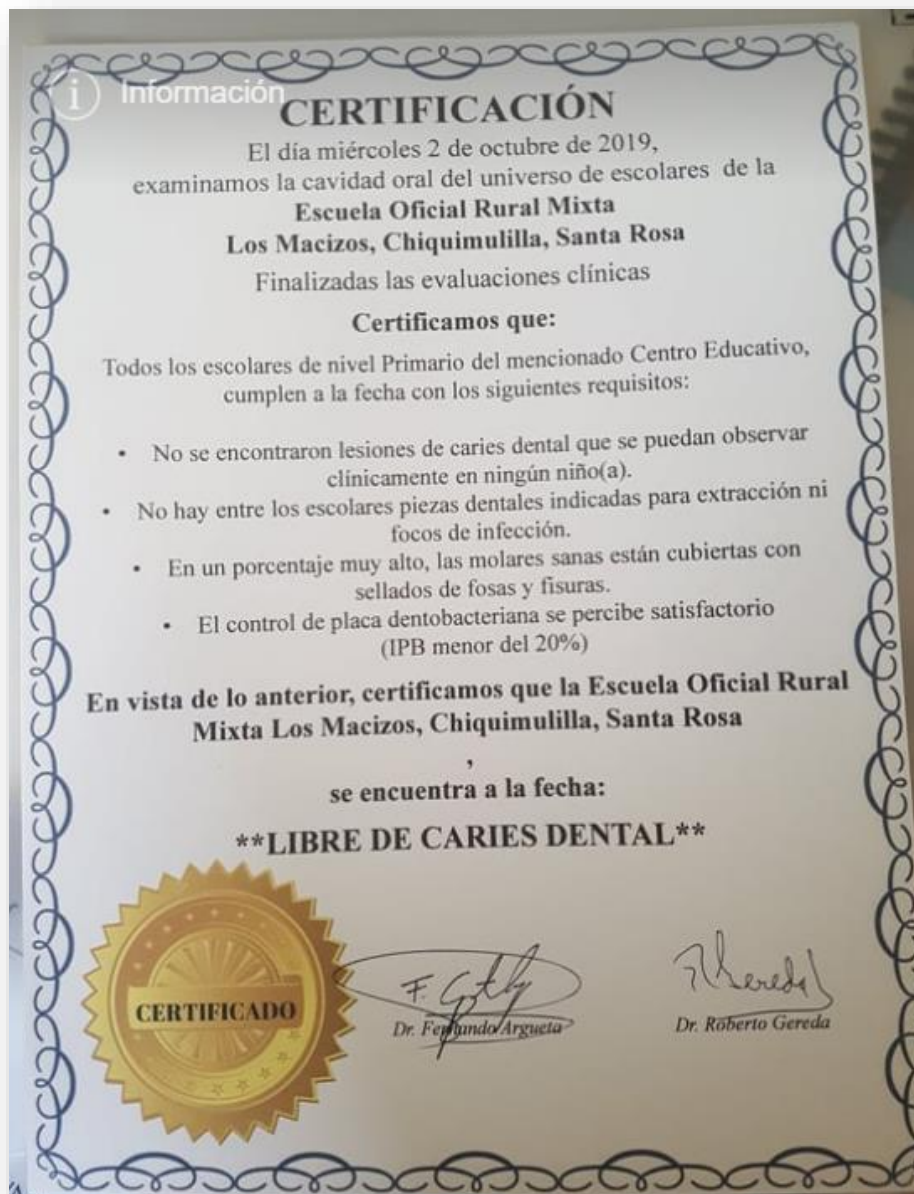 i Información
CERTIFICACIÓN
El día miércoles 2 de octubre de 2019,
examinamos la cavidad oral del universo de escolares de la
Escuela Oficial Rural Mixta
Los Macizos, Chiquimulilla, Santa Rosa
Finalizadas las evaluaciones clínicas
Certificamos que:
Todos los escolares de nivel Primario del mencionado Centro Educativo,
cumplen a la fecha con los siguientes requisitos:
• No se encontraron lesiones de caries dental que se puedan observar
clínicamente en ningún niño(a).
• No hay entre los escolares piezas dentales indicadas para extracción ni
focos de infección.
• En un porcentaje muy alto, las molares sanas están cubiertas con
sellados de fosas y fisuras.
• El control de placa dentobacteriana se percibe satisfactorio
(IPB menor del 20%)
En vista de lo anterior, certificamos que la Escuela Oficial Rural
Mixta Los Macizos, Chiquimulilla, Santa Rosa
,
se encuentra a la fecha:
**LIBRE DE CARIES DENTAL**
CERTIFICADO
Dr. Fernando Argueta
Dr. Roberto Gereda